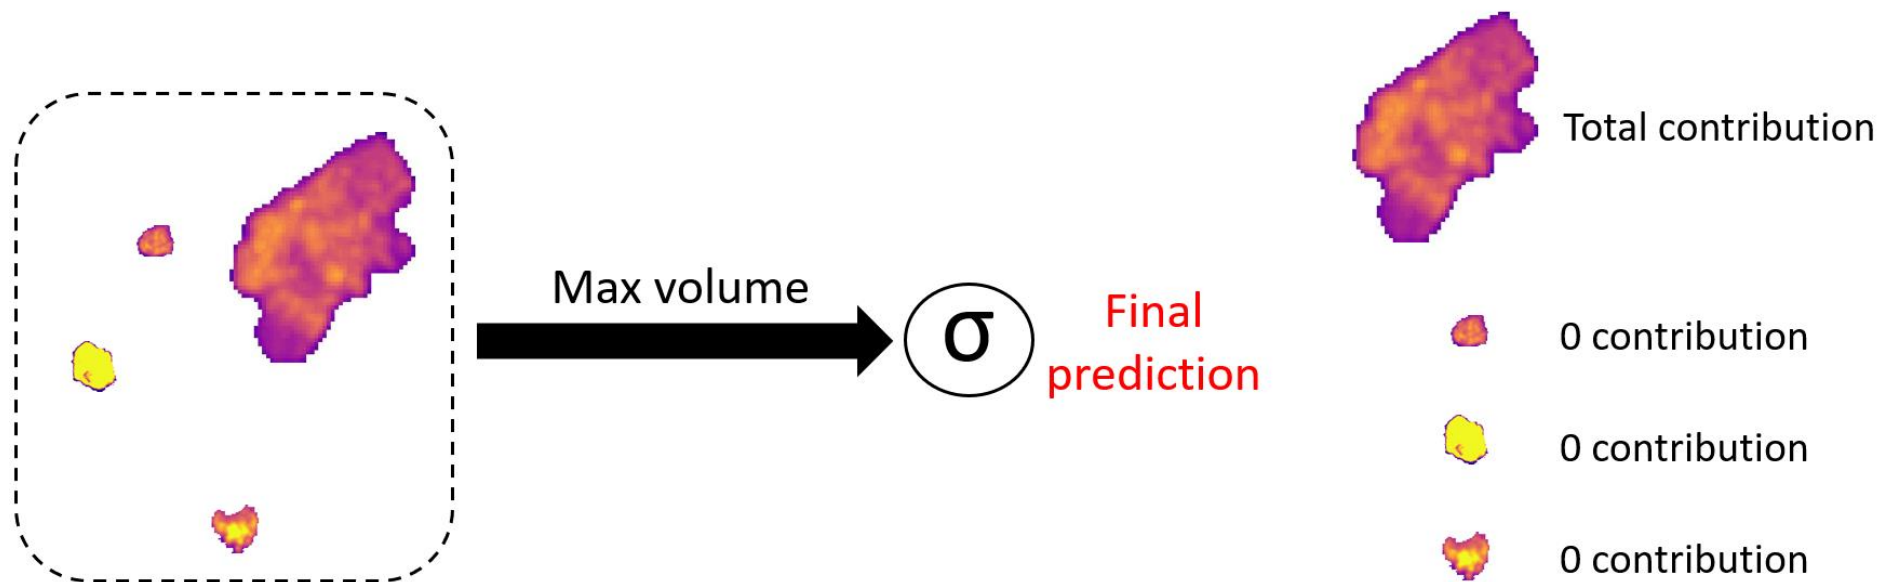 Max volume
σ
Final
prediction
Total contribution
0 contribution
0 contribution
0 contribution